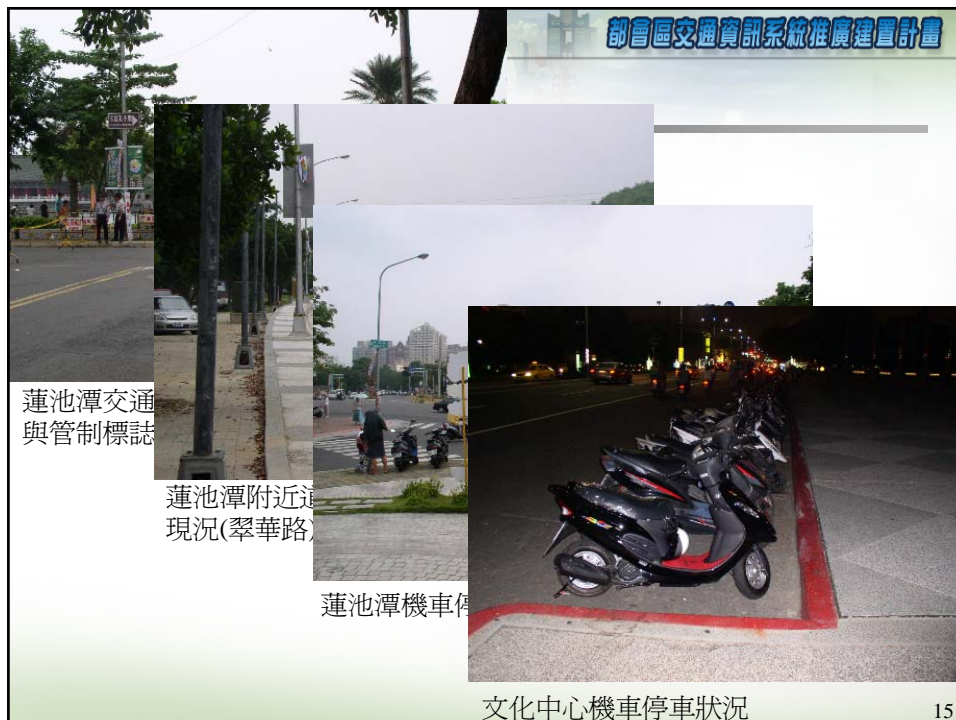 都會區交通資訊系統推廣建置計畫
蓮池潭交通
與管制標誌
蓮池潭附近道
現況(翠華路)
蓮池潭機車停
文化中心機車停車狀況
15